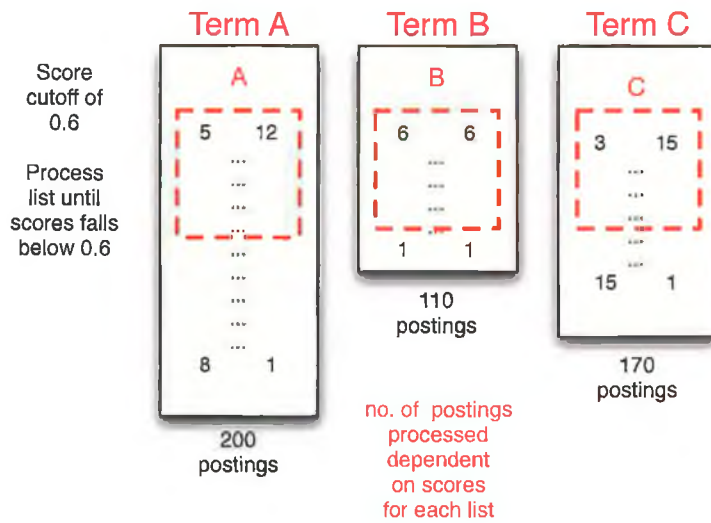 Term A
Term B
Term C
Score
cutoff of
0.6
Process
list until
scores falls
below 0.6
A
5 12
...
...
...
...
...
...
...
...
...
8 1
200
postings
B
6 6
...
...
...
...
1 1
110
postings
C
3 15
...
...
...
...
...
15 1
170
postings
no. of postings
processed
dependent
on scores
for each list